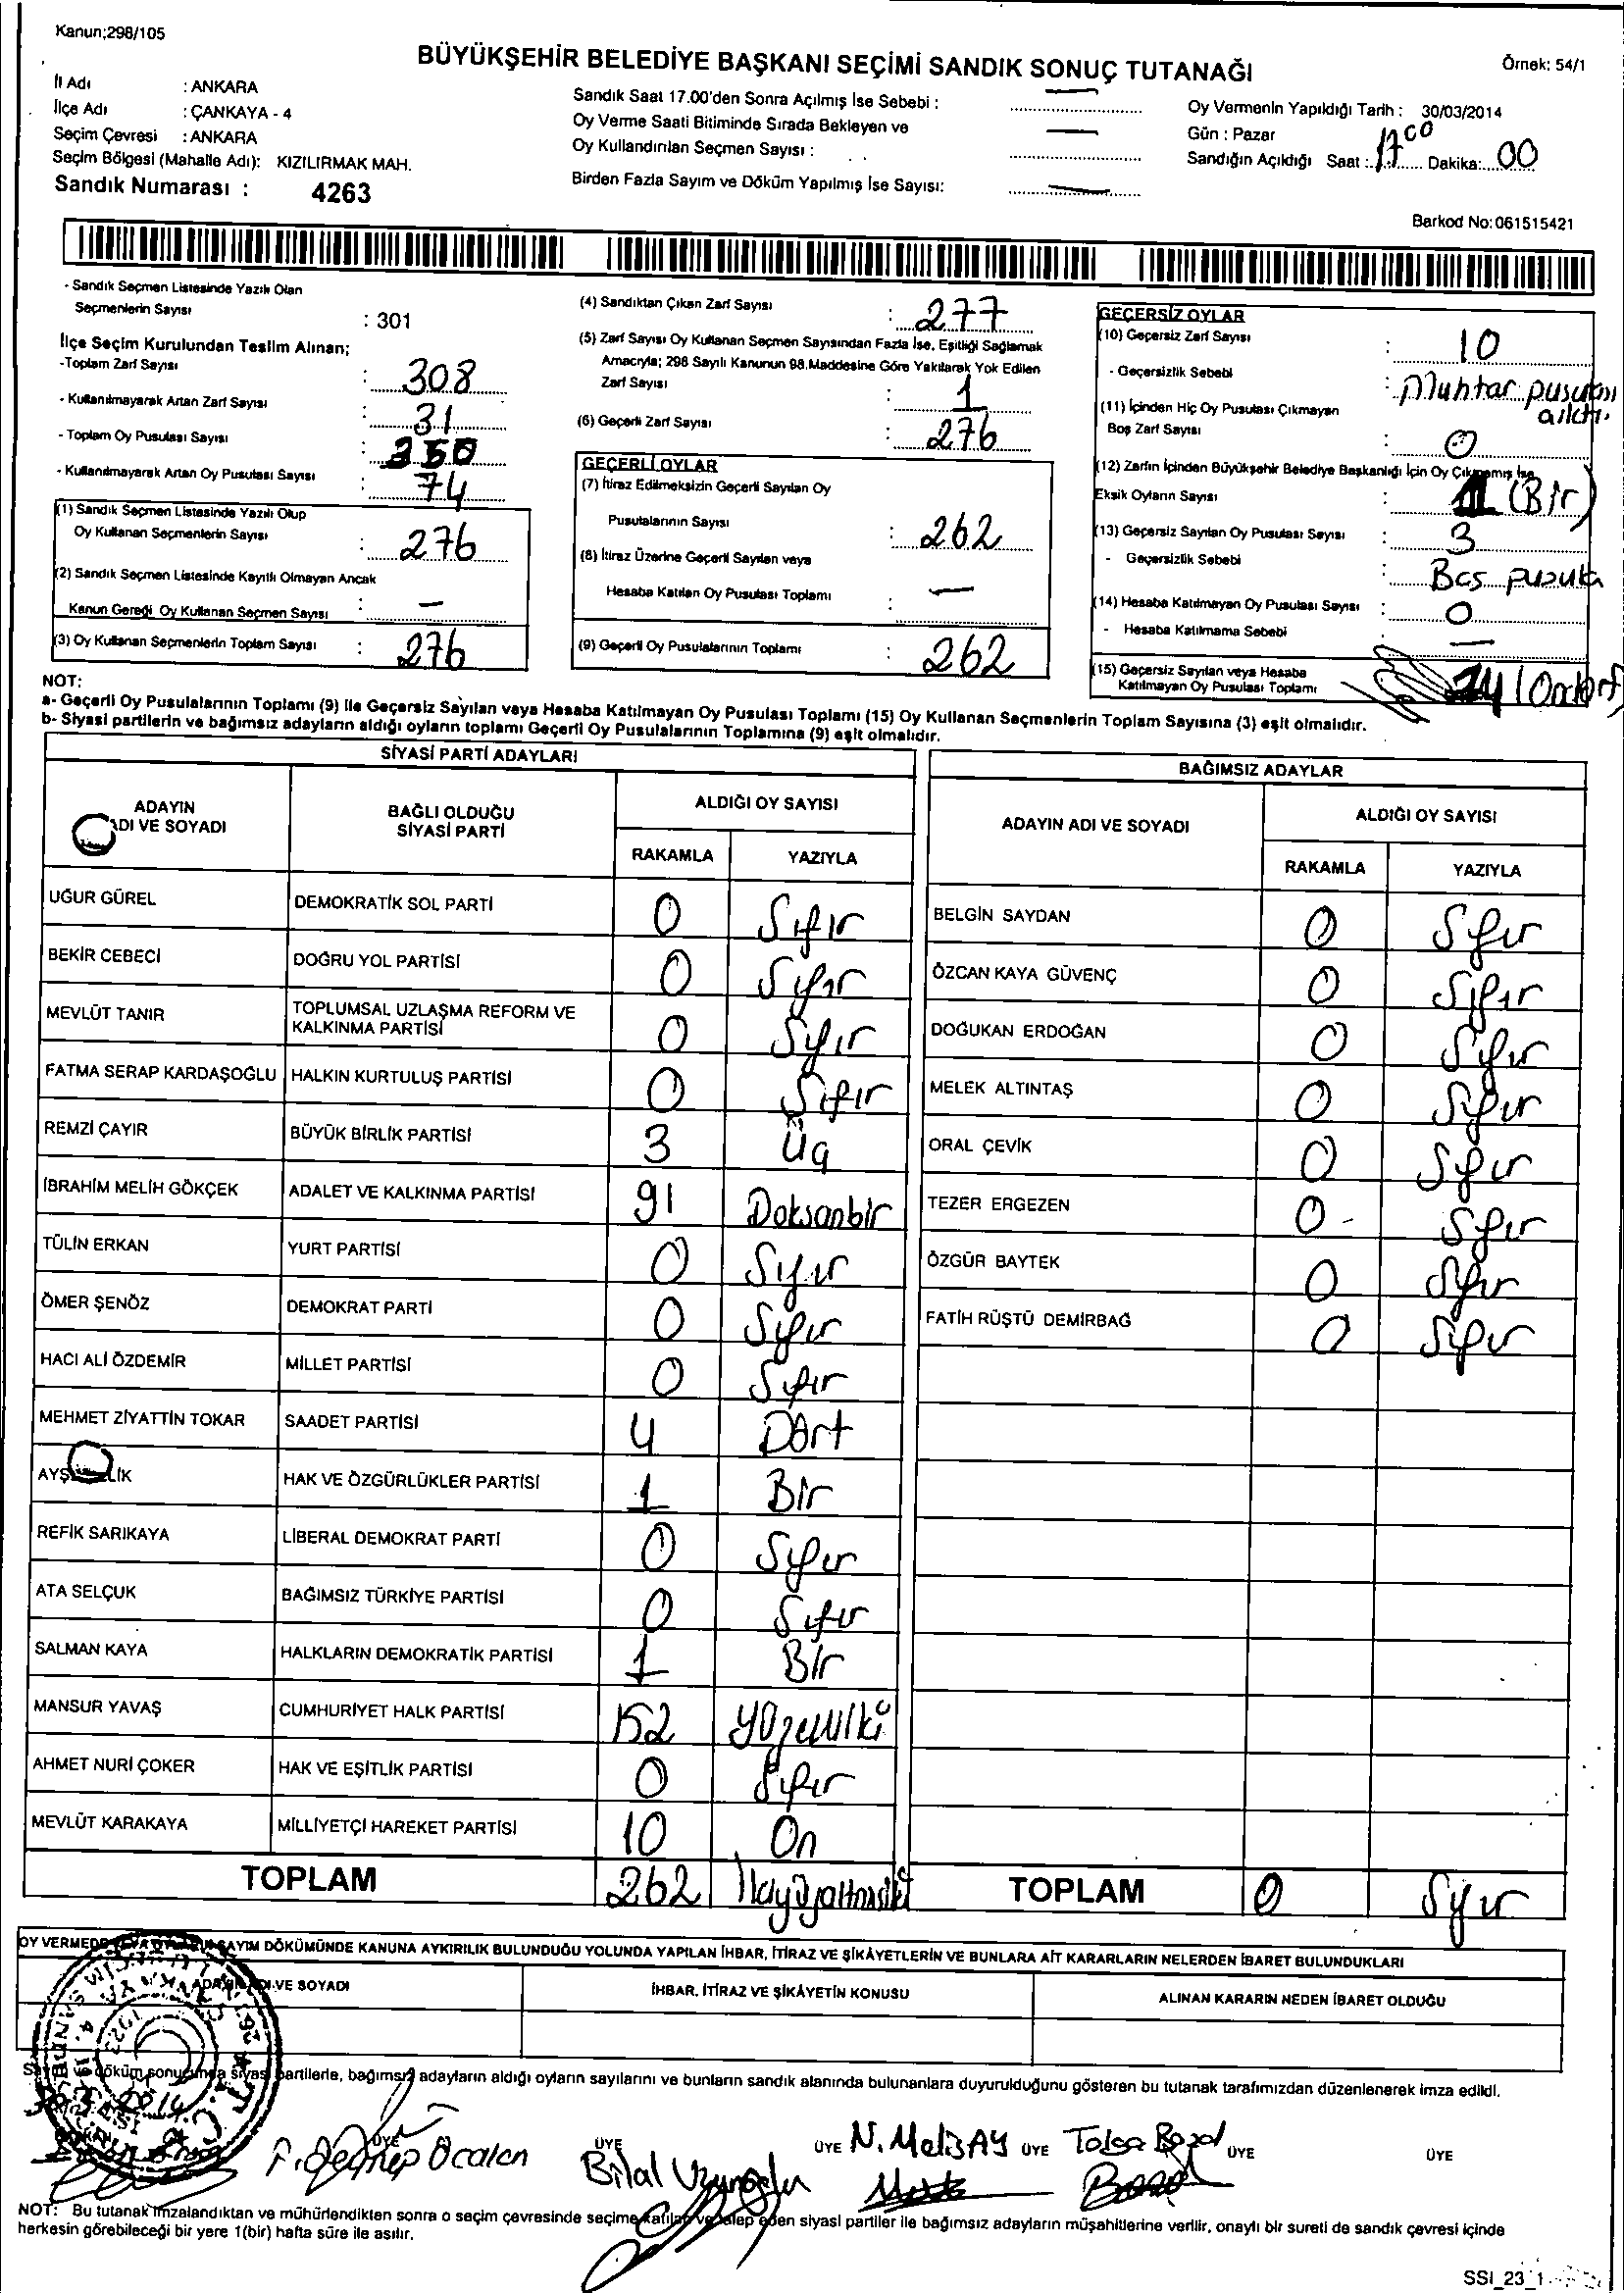 Kanun;298/105
BÜYÜKŞEHİR BELEDİYE BAŞKANI SEÇİMİ SANDIK SONUÇ TUTANAĞI
Örnek: 54/1
İl Adı : ANKARA
İlçe Adı : ÇANKAYA - 4
Seçim Çevresi : ANKARA
Seçim Bölgesi (Mahalle Adı): KIZILIRMAK MAH.
Sandık Numarası : 4263
Sandık Saat 17.00'den Sonra Açılmış İse Sebebi : —
Oy Verme Saati Bitiminde Sırada Bekleyen ve
Oy Kullandırılan Seçmen Sayısı : —
Birden Fazla Sayım ve Döküm Yapılmış İse Sayısı: —
Oy Vermenin Yapıldığı Tarih : 30/03/2014
Gün : Pazar
Sandığın Açıldığı Saat : 17 00 Dakika: 00
Barkod No: 061515421
- Sandık Seçmen Listesinde Yazılı Olan
Seçmenlerin Sayısı : 301
İlçe Seçim Kurulundan Teslim Alınan;
-Toplam Zarf Sayısı : 308
- Kullanılmayarak Artan Zarf Sayısı : 31
- Toplam Oy Pusulası Sayısı : 350
- Kullanılmayarak Artan Oy Pusulası Sayısı : 74
(1) Sandık Seçmen Listesinde Yazılı Olup
Oy Kullanan Seçmenlerin Sayısı : 276
(2) Sandık Seçmen Listesinde Kayıtlı Olmayan Ancak
Kanun Gereği Oy Kullanan Seçmen Sayısı : —
(3) Oy Kullanan Seçmenlerin Toplam Sayısı : 276
(4) Sandıktan Çıkan Zarf Sayısı : 277
(5) Zarf Sayısı Oy Kullanan Seçmen Sayısından Fazla İse, Eşitliği Sağlamak
Amacıyla; 298 Sayılı Kanunun 98.Maddesine Göre Yakılarak Yok Edilen
Zarf Sayısı : 1
(6) Geçerli Zarf Sayısı : 276
GEÇERLİ OYLAR
(7) İtiraz Edilmeksizin Geçerli Sayılan Oy
Pusulalarının Sayısı : 262
(8) İtiraz Üzerine Geçerli Sayılan veya
Hesaba Katılan Oy Pusulası Toplamı : —
(9) Geçerli Oy Pusulalarının Toplamı : 262
GEÇERSİZ OYLAR
(10) Geçersiz Zarf Sayısı : 10
- Geçersizlik Sebebi : Muhtar pusulası
(11) İçinden Hiç Oy Pusulası Çıkmayan
Boş Zarf Sayısı : 0
(12) Zarfın İçinden Büyükşehir Belediye Başkanlığı İçin Oy Çıkmamış İse
Eksik Oyların Sayısı : 1 (Bir)
(13) Geçersiz Sayılan Oy Pusulası Sayısı : 3
- Geçersizlik Sebebi : Boş pusula
(14) Hesaba Katılmayan Oy Pusulası Sayısı : 0
- Hesaba Katılmama Sebebi : —
(15) Geçersiz Sayılan veya Hesaba
Katılmayan Oy Pusulası Toplamı 14 (Ondört)
NOT:
a- Geçerli Oy Pusulalarının Toplamı (9) ile Geçersiz Sayılan veya Hesaba Katılmayan Oy Pusulası Toplamı (15) Oy Kullanan Seçmenlerin Toplam Sayısına (3) eşit olmalıdır.
b- Siyasi partilerin ve bağımsız adayların aldığı oyların toplamı Geçerli Oy Pusulalarının Toplamına (9) eşit olmalıdır.
SİYASİ PARTİ ADAYLARI
ADAYIN ADI VE SOYADI BAĞLI OLDUĞU SİYASİ PARTİ ALDIĞI OY SAYISI
RAKAMLA YAZIYLA
UĞUR GÜREL DEMOKRATİK SOL PARTİ 0 Sıfır
BEKİR CEBECİ DOĞRU YOL PARTİSİ 0 Sıfır
MEVLÜT TANIR TOPLUMSAL UZLAŞMA REFORM VE KALKINMA PARTİSİ 0 Sıfır
FATMA SERAP KARDAŞOĞLU HALKIN KURTULUŞ PARTİSİ 0 Sıfır
REMZİ ÇAYIR BÜYÜK BİRLİK PARTİSİ 3 Üç
İBRAHİM MELİH GÖKÇEK ADALET VE KALKINMA PARTİSİ 91 Doksanbir
TÜLİN ERKAN YURT PARTİSİ 0 Sıfır
ÖMER ŞENÖZ DEMOKRAT PARTİ 0 Sıfır
HACI ALİ ÖZDEMİR MİLLET PARTİSİ 0 Sıfır
MEHMET ZİYATTİN TOKAR SAADET PARTİSİ 4 Dört
HAK VE ÖZGÜRLÜKLER PARTİSİ 1 Bir
REFİK SARIKAYA LİBERAL DEMOKRAT PARTİ 0 Sıfır
ATA SELÇUK BAĞIMSIZ TÜRKİYE PARTİSİ 0 Sıfır
SALMAN KAYA HALKLARIN DEMOKRATİK PARTİSİ 1 Bir
MANSUR YAVAŞ CUMHURİYET HALK PARTİSİ 152 Yüzelliiki
AHMET NURİ ÇOKER HAK VE EŞİTLİK PARTİSİ 0 Sıfır
MEVLÜT KARAKAYA MİLLİYETÇİ HAREKET PARTİSİ 10 On
TOPLAM 262 İkiyüzaltmışiki
BAĞIMSIZ ADAYLAR
ADAYIN ADI VE SOYADI ALDIĞI OY SAYISI
RAKAMLA YAZIYLA
BELGİN SAYDAN 0 Sıfır
ÖZCAN KAYA GÜVENÇ 0 Sıfır
DOĞUKAN ERDOĞAN 0 Sıfır
MELEK ALTINTAŞ 0 Sıfır
ORAL ÇEVİK 0 Sıfır
TEZER ERGEZEN 0 Sıfır
ÖZGÜR BAYTEK 0 Sıfır
FATİH RÜŞTÜ DEMİRBAĞ 0 Sıfır
TOPLAM 0 Sıfır
OY VERMEDE VEYA OYLARIN SAYIM DÖKÜMÜNDE KANUNA AYKIRILIK BULUNDUĞU YOLUNDA YAPILAN İHBAR, İTİRAZ VE ŞİKÂYETLERİN VE BUNLARA AİT KARARLARIN NELERDEN İBARET BULUNDUKLARI
ADAYIN ADI VE SOYADI İHBAR, İTİRAZ VE ŞİKÂYETİN KONUSU ALINAN KARARIN NEDEN İBARET OLDUĞU
Sayım ve döküm sonucunda siyasi partilerle, bağımsız adayların aldığı oyların sayılarını ve bunların sandık alanında bulunanlara duyurulduğunu gösteren bu tutanak tarafımızdan düzenlenerek imza edildi.
BAŞKAN ÜYE ÜYE ÜYE ÜYE ÜYE ÜYE
F. Zeynep Öcalan Bilal N. Melis AY Tolga Bozal
NOT: Bu tutanak imzalandıktan ve mühürlendikten sonra o seçim çevresinde seçime katılan ve talep eden siyasi partiler ile bağımsız adayların müşahitlerine verilir, onaylı bir sureti de sandık çevresi içinde
herkesin görebileceği bir yere 1(bir) hafta süre ile asılır.
SSI_23_1